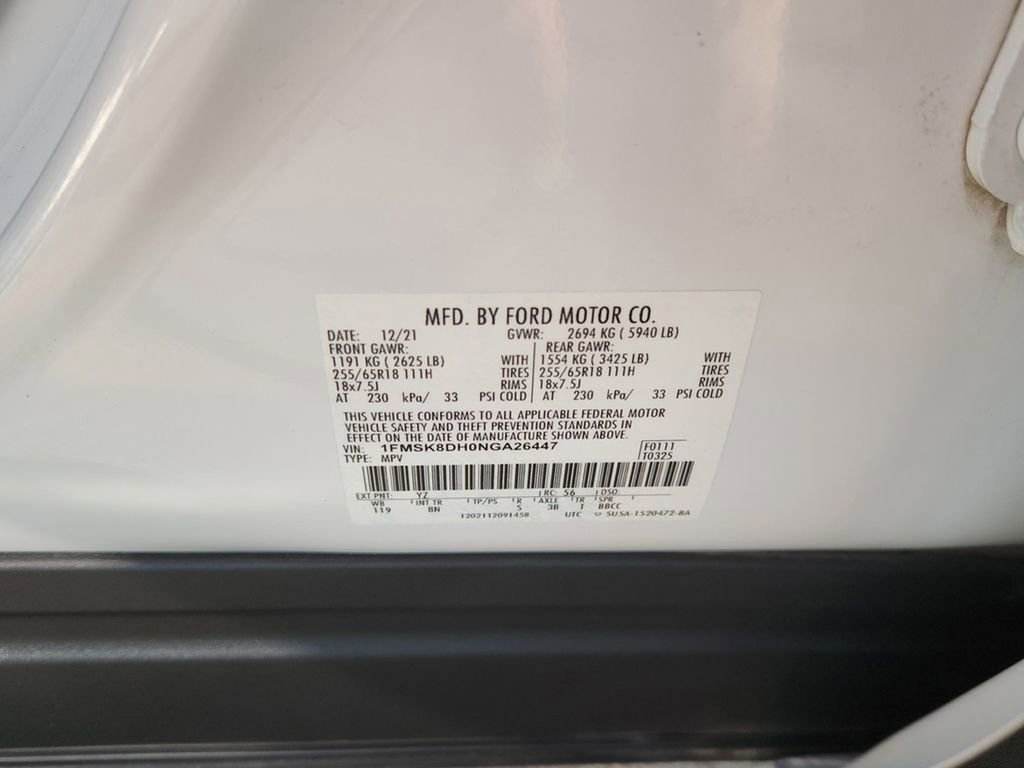 MFD. BY FORD MOTOR CO.
DATE: 12/21 GVWR: 2694 KG ( 5940 LB)
FRONT GAWR: REAR GAWR:
1191 KG ( 2625 LB) WITH 1554 KG ( 3425 LB) WITH
255/65R18 111H TIRES 255/65R18 111H TIRES
18x7.5J RIMS 18x7.5J RIMS
AT 230 kPa/ 33 PSI COLD AT 230 kPa/ 33 PSI COLD
THIS VEHICLE CONFORMS TO ALL APPLICABLE FEDERAL MOTOR
VEHICLE SAFETY AND THEFT PREVENTION STANDARDS IN
EFFECT ON THE DATE OF MANUFACTURE SHOWN ABOVE.
VIN: 1FMSK8DH0NGA26447 F0111
TYPE: MPV T0325
EXT PNT: YZ RC: 56 DSO:
WB INT TR TP/PS R AXLE TR SPR
119 8N 5 3B 1 BBCC
1202112091458 UTC 5U5A-1520472-BA